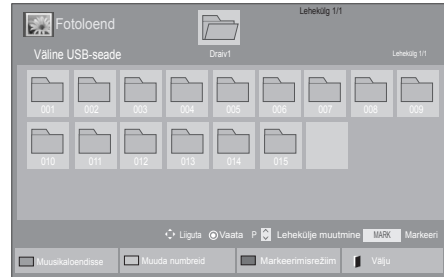 Lehekülg 1/1
Fotoloend
Väline USB-seade
Draiv1
Lehekülg 1/1
001 002 003 004 005 006 007 008 009
010 011 012 013 014 015
Liiguta Vaata P Lehekülje muutmine MARK Markeeri
Muusikaloendisse Muuda numbreid Markeerimisrežiim Välju